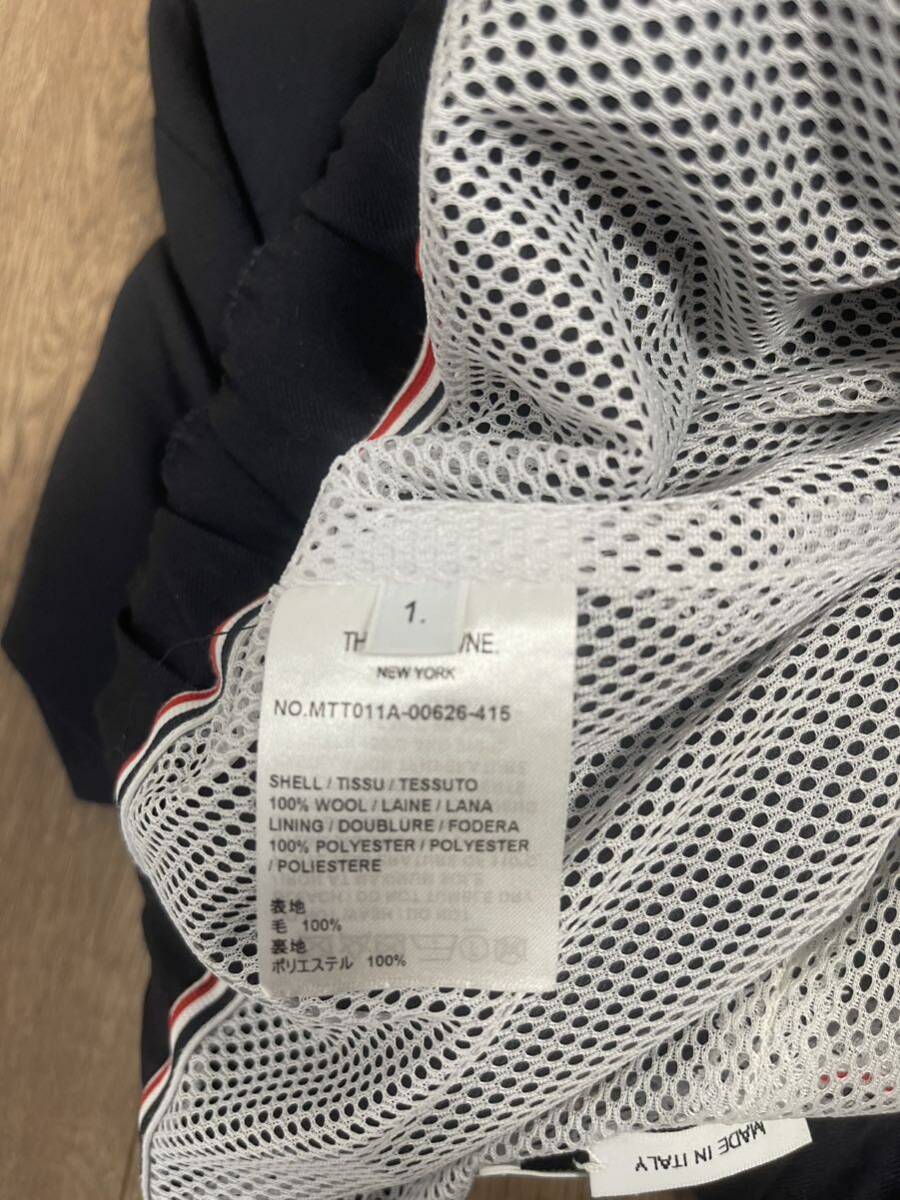 1.
NEW YORK
NO.MTT011A-00626-415
SHELL / TISSU / TESSUTO
100% WOOL / LAINE / LANA
LINING / DOUBLURE / FODERA
100% POLYESTER / POLYESTER
/ POLIESTERE
表地
毛 100%
裏地
ポリエステル 100%
MADE IN ITALY